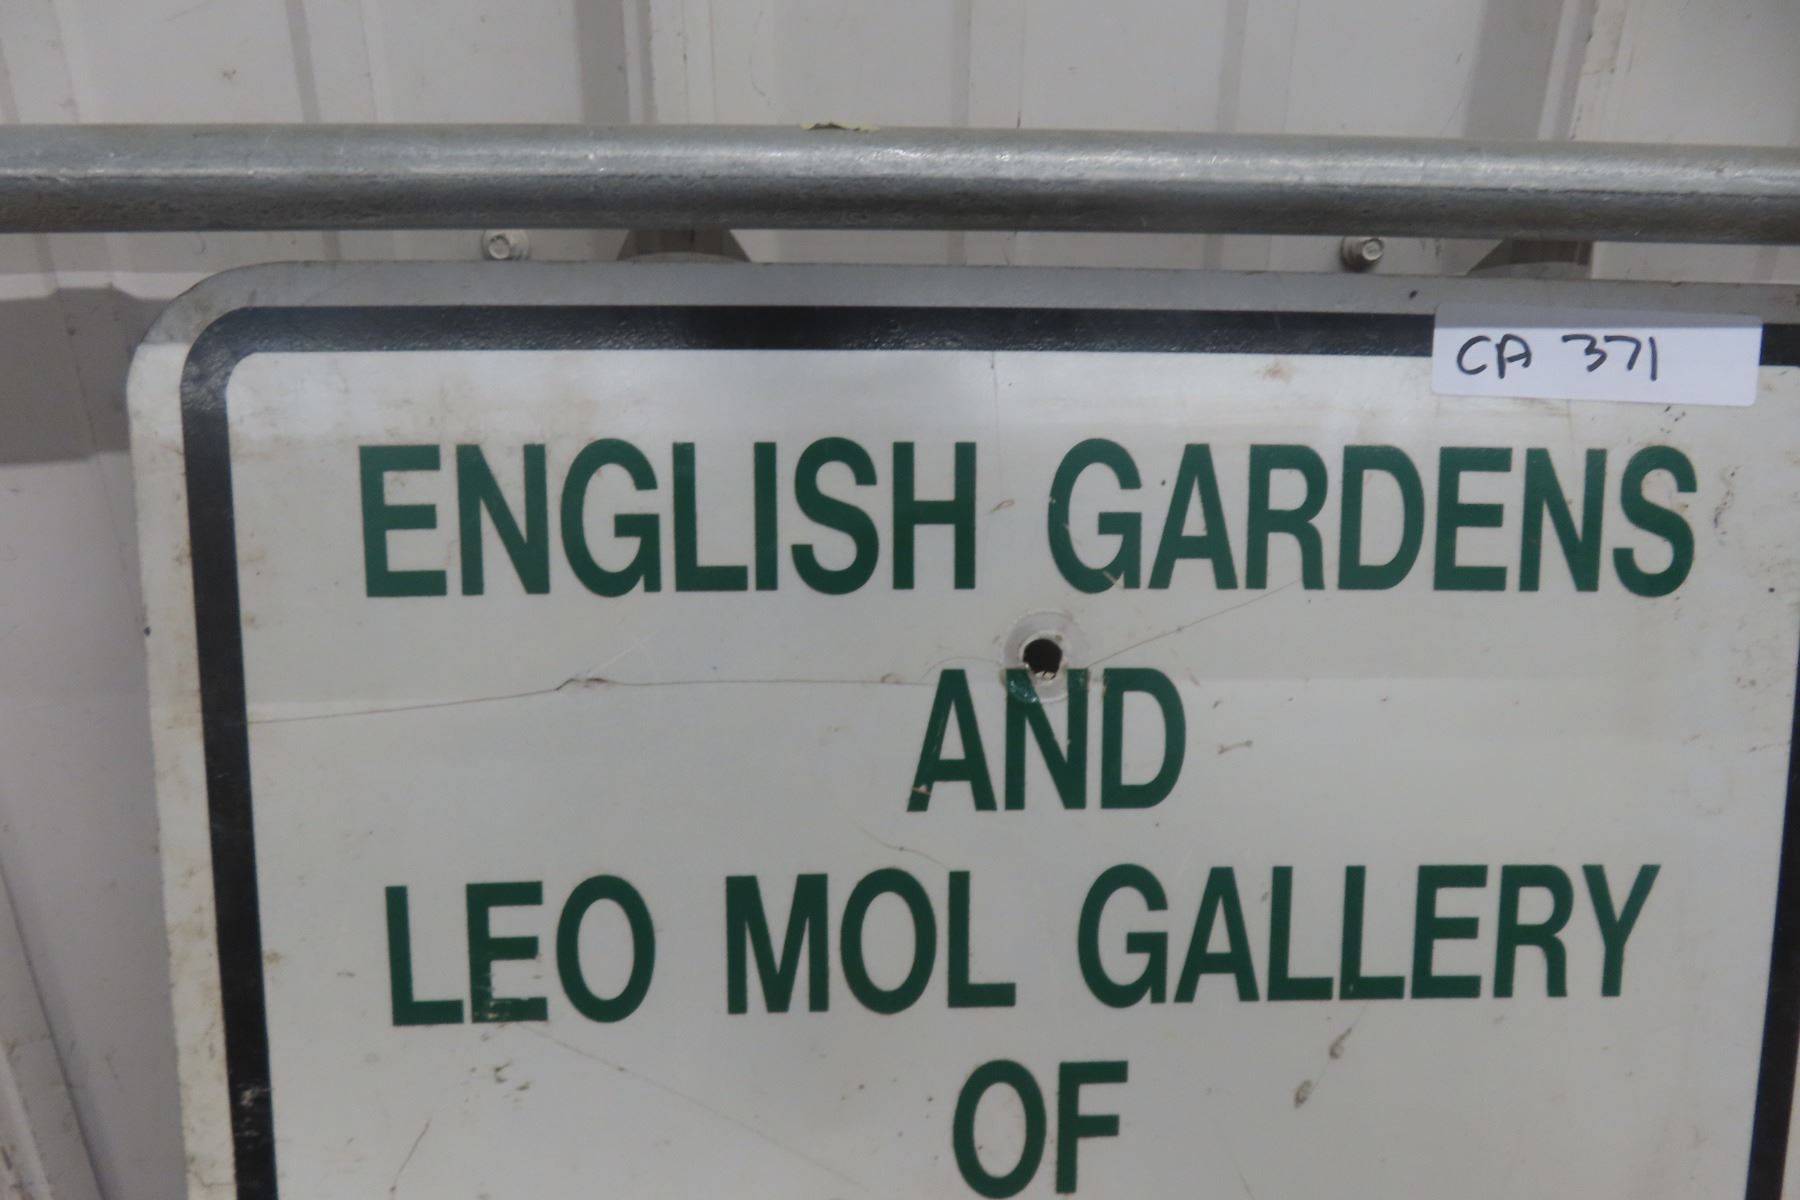 CA 371
ENGLISH GARDENS
AND
LEO MOL GALLERY
OF